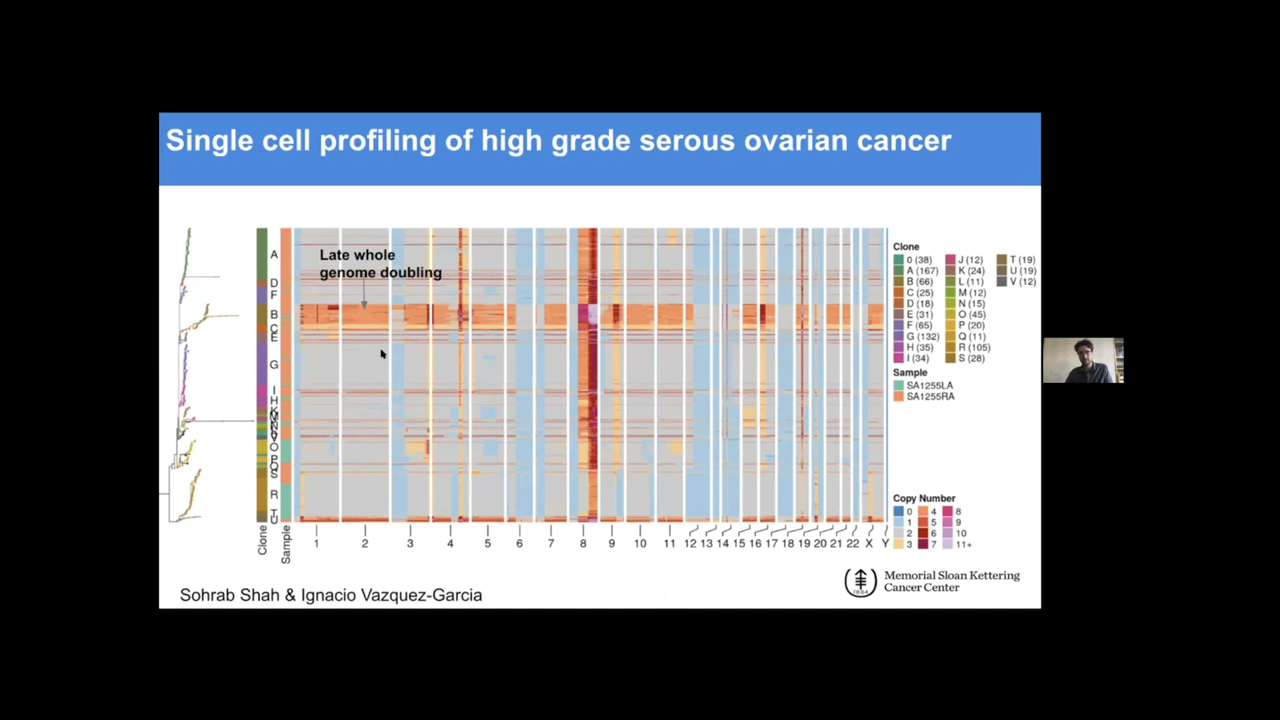 Single cell profiling of high grade serous ovarian cancer
Late whole
genome doubling
A
D
F
B
C
E
G
I
H
K
O
P
Q
S
R
T
U
Clone
Sample
1 2 3 4 5 6 7 8 9 10 11 12 13 14 15 16 17 18 19 20 21 22 X Y
Clone
0 (38) J (12) T (19)
A (167) K (24) U (19)
B (66) L (11) V (12)
C (25) M (12)
D (18) N (15)
E (31) O (45)
F (65) P (20)
G (132) Q (11)
H (35) R (105)
I (34) S (28)
Sample
SA1255LA
SA1255RA
Copy Number
0 4 8
1 5 9
2 6 10
3 7 11+
Sohrab Shah & Ignacio Vazquez-Garcia
1884
Memorial Sloan Kettering
Cancer Center